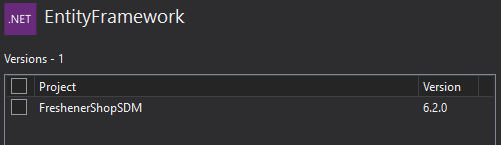 .NET EntityFramework
Versions - 1
Project Version
FreshenerShopSDM 6.2.0